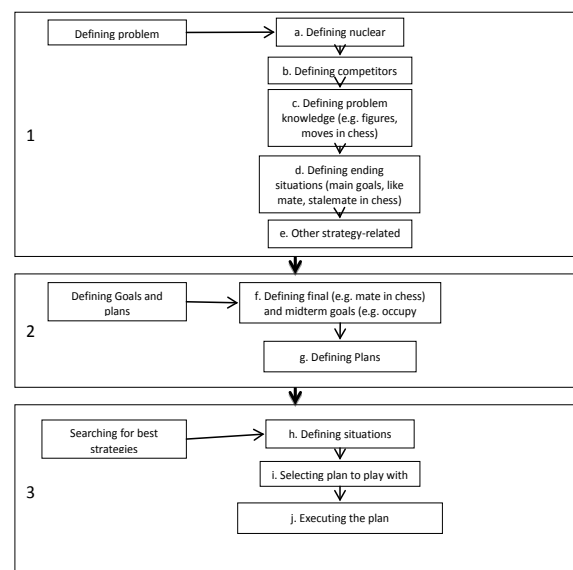 Defining problem
a. Defining nuclear
b. Defining competitors
c. Defining problem
knowledge (e.g. figures,
moves in chess)
1
d. Defining ending
situations (main goals, like
mate, stalemate in chess)
e. Other strategy-related
Defining Goals and
plans
f. Defining final (e.g. mate in chess)
and midterm goals (e.g. occupy
2
g. Defining Plans
Searching for best
strategies
h. Defining situations
i. Selecting plan to play with
3
j. Executing the plan